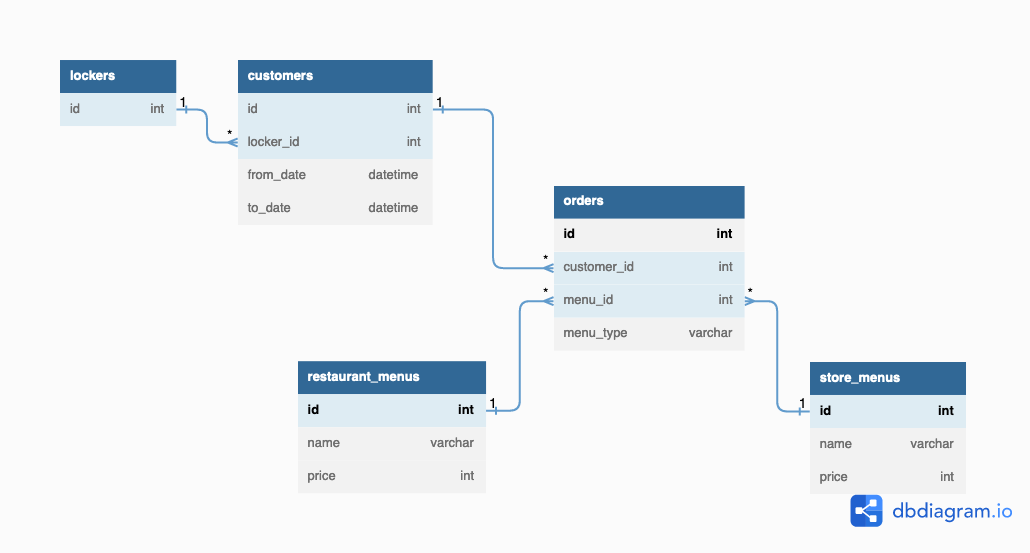 lockers
id int
1
*
customers
id int
locker_id int
from_date datetime
to_date datetime
1
*
orders
id int
customer_id int
menu_id int
menu_type varchar
*
*
restaurant_menus
id int
name varchar
price int
1
store_menus
id int
name varchar
price int
1
dbdiagram.io